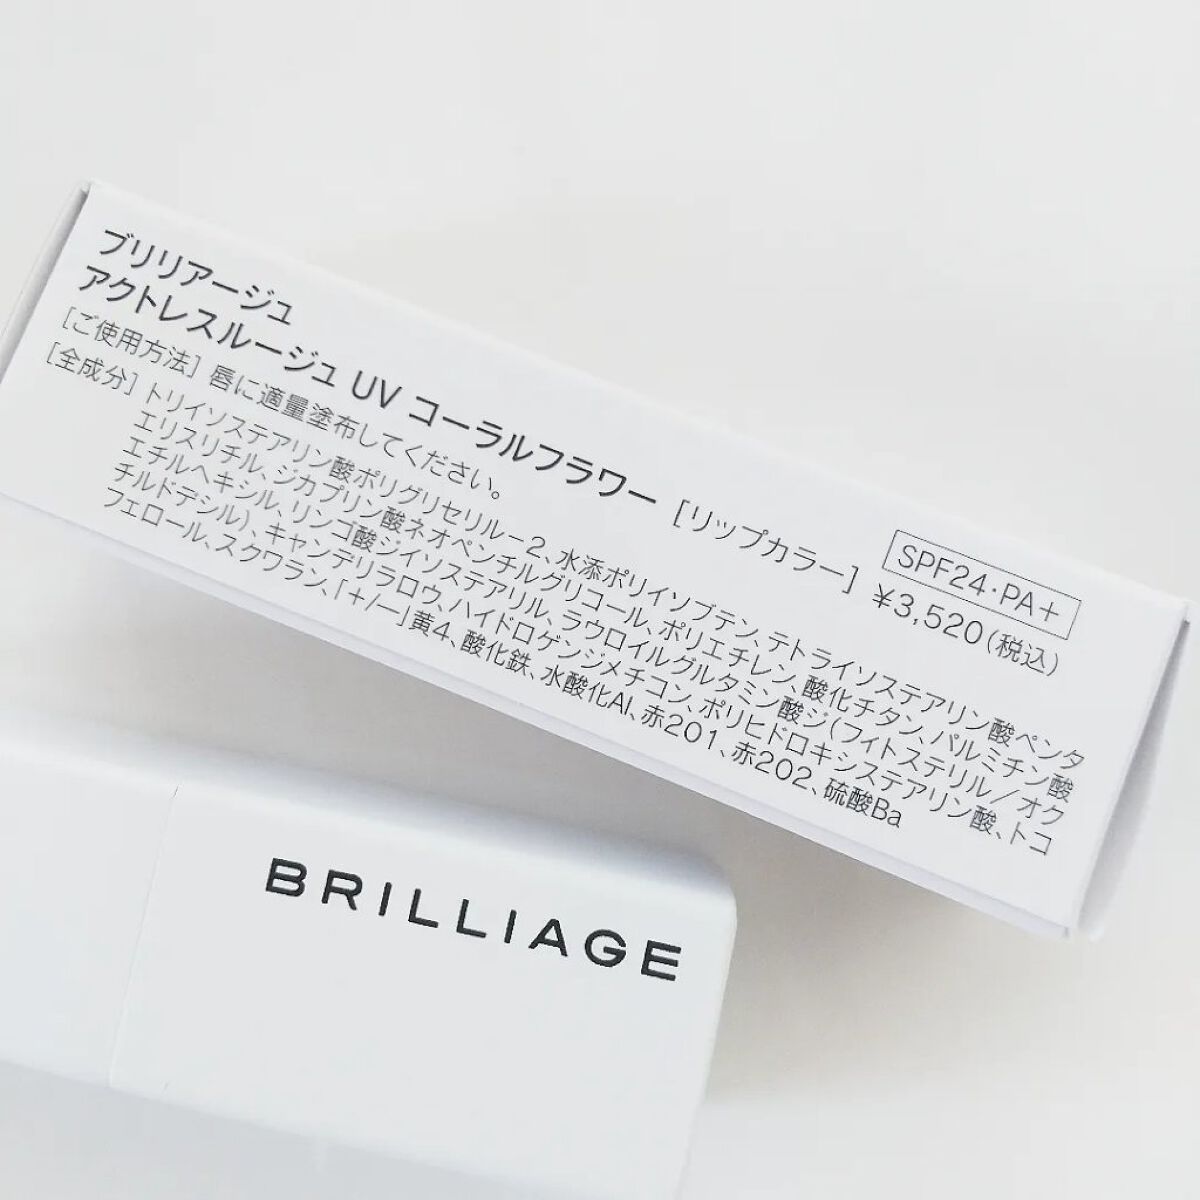 ブリリアージュ
アクトレスルージュ UV コーラルフラワー [リップカラー] ¥3,520(税込)
SPF24・PA＋
[ご使用方法] 唇に適量塗布してください。
[全成分] トリイソステアリン酸ポリグリセリル－2、水添ポリイソブテン、テトライソステアリン酸ペンタ
エリスリチル、ジカプリン酸ネオペンチルグリコール、ポリエチレン、酸化チタン、パルミチン酸
エチルヘキシル、リンゴ酸ジイソステアリル、ラウロイルグルタミン酸ジ(フィトステリル／オク
チルドデシル)、キャンデリラロウ、ハイドロゲンジメチコン、ポリヒドロキシステアリン酸、トコ
フェロール、スクワラン、[＋/－]黄4、酸化鉄、水酸化Al、赤201、赤202、硫酸Ba
BRILLIAGE